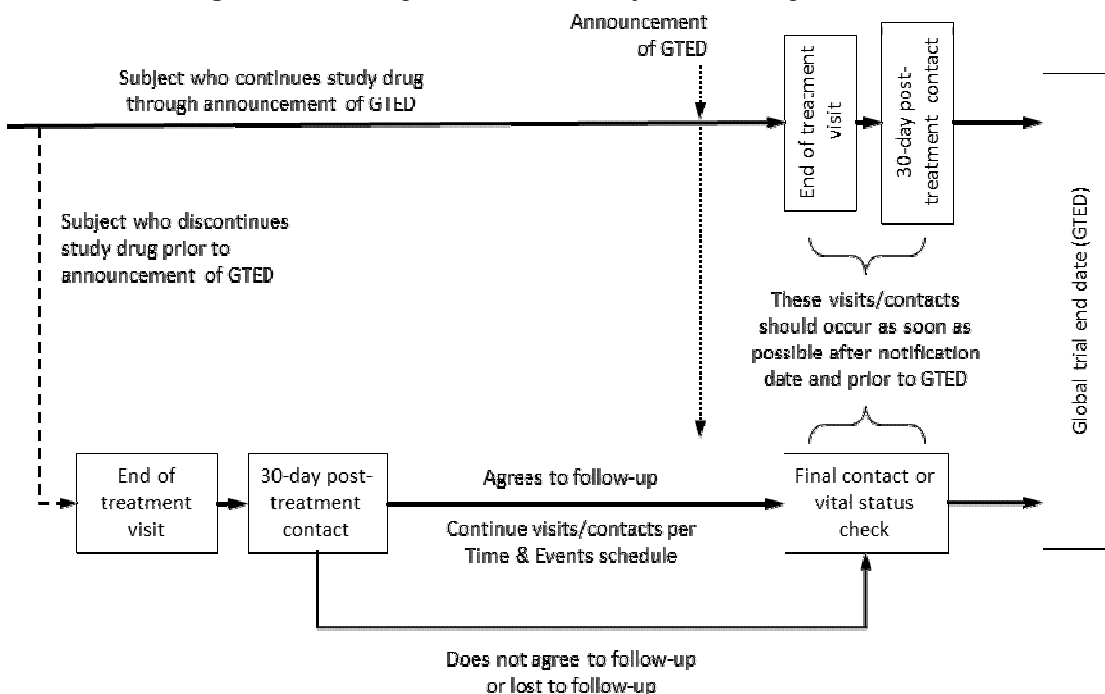 Announcement
of GTED
Subject who continues study drug
through announcement of GTED
End of treatment
visit
30-day post-
treatment contact
Subject who discontinues
study drug prior to
announcement of GTED
These visits/contacts
should occur as soon as
possible after notification
date and prior to GTED
Global trial end date (GTED)
End of
treatment
visit
30-day post-
treatment
contact
Agrees to follow-up
Continue visits/contacts per
Time & Events schedule
Final contact or
vital status
check
Does not agree to follow-up
or lost to follow-up